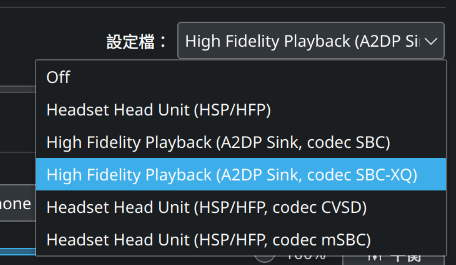 設定檔：
High Fidelity Playback (A2DP Si
Off
Headset Head Unit (HSP/HFP)
High Fidelity Playback (A2DP Sink, codec SBC)
High Fidelity Playback (A2DP Sink, codec SBC-XQ)
Headset Head Unit (HSP/HFP, codec CVSD)
Headset Head Unit (HSP/HFP, codec mSBC)